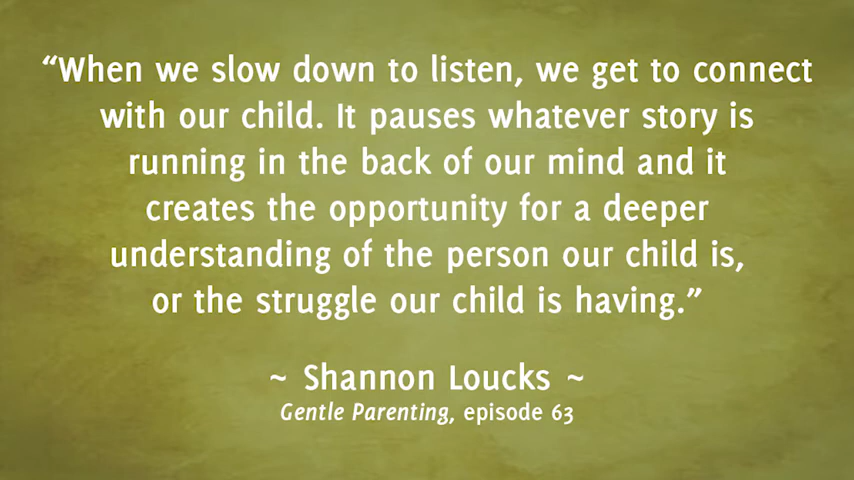 “When we slow down to listen, we get to connect
with our child. It pauses whatever story is
running in the back of our mind and it
creates the opportunity for a deeper
understanding of the person our child is,
or the struggle our child is having.”
~ Shannon Loucks ~
Gentle Parenting, episode 63